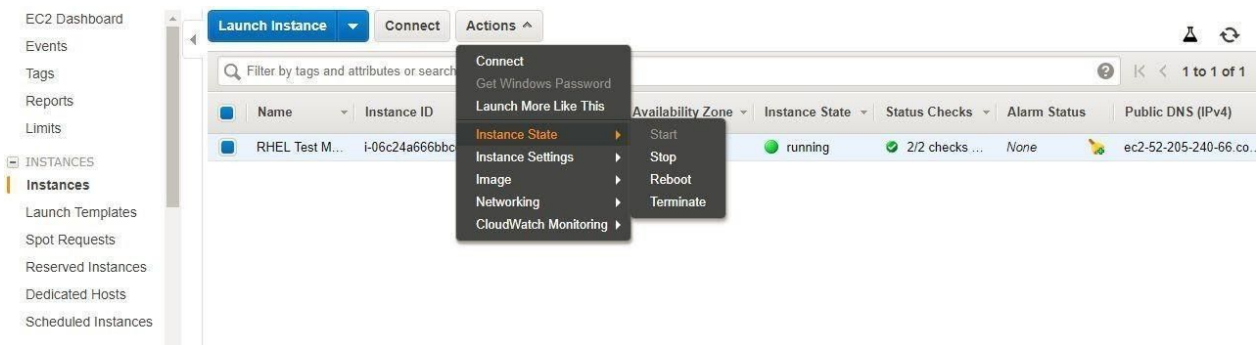 EC2 Dashboard
Events
Tags
Reports
Limits
INSTANCES
Instances
Launch Templates
Spot Requests
Reserved Instances
Dedicated Hosts
Scheduled Instances
Launch Instance Connect Actions
Filter by tags and attributes or search 1 to 1 of 1
Name Instance ID Availability Zone Instance State Status Checks Alarm Status Public DNS (IPv4)
RHEL Test M... i-06c24a666bbc running 2/2 checks ... None ec2-52-205-240-66.co...
Connect
Get Windows Password
Launch More Like This
Instance State
Instance Settings
Image
Networking
CloudWatch Monitoring
Start
Stop
Reboot
Terminate